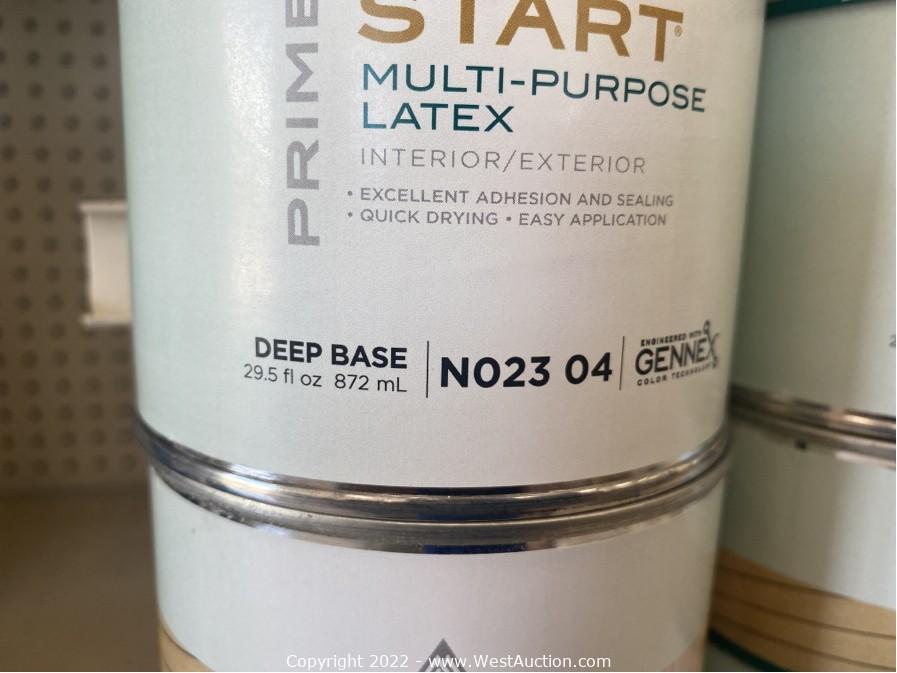 PRIME
START®
MULTI-PURPOSE
LATEX
INTERIOR/EXTERIOR
• EXCELLENT ADHESION AND SEALING
• QUICK DRYING • EASY APPLICATION
DEEP BASE
29.5 fl oz 872 mL
N023 04
ENGINEERED WITH
GENNEX
COLOR TECHNOLOGY
2
Copyright 2022 - www.WestAuction.com